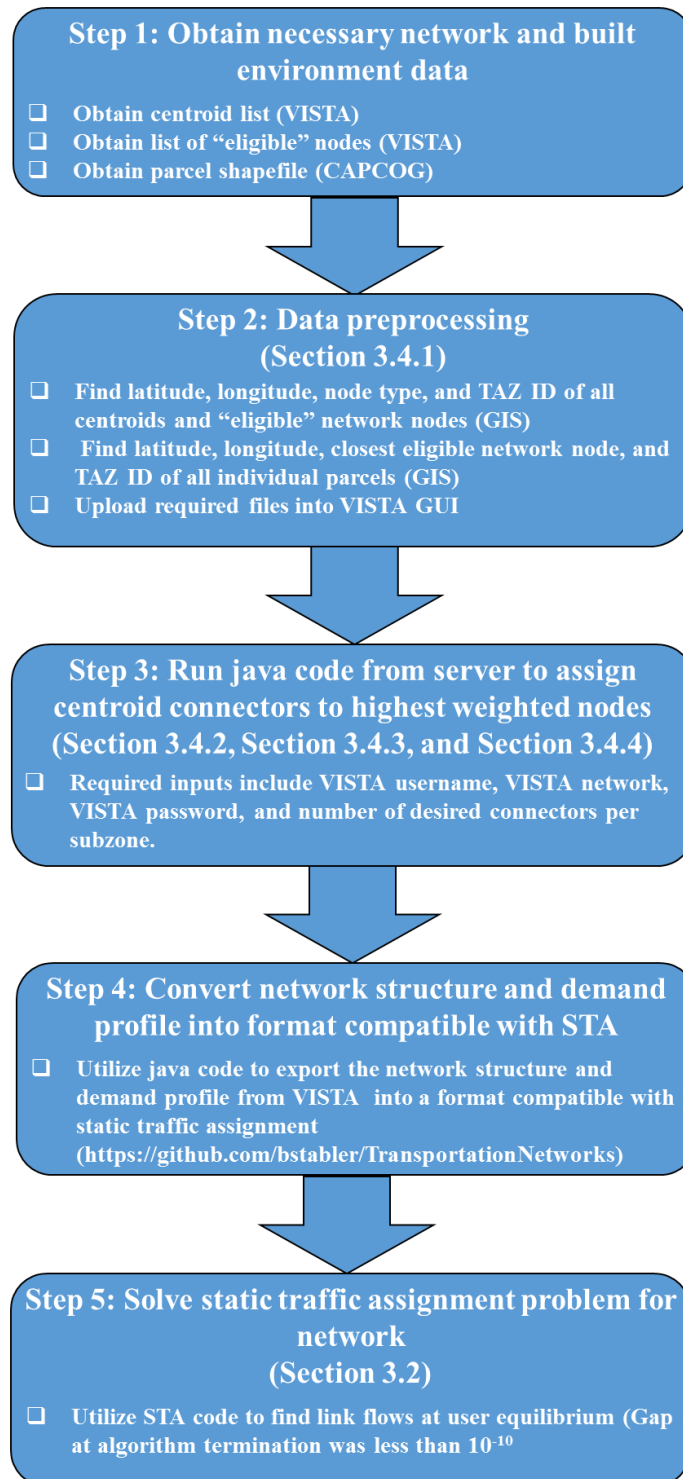 Step 1: Obtain necessary network and built
environment data
❑ Obtain centroid list (VISTA)
❑ Obtain list of “eligible” nodes (VISTA)
❑ Obtain parcel shapefile (CAPCOG)
Step 2: Data preprocessing
(Section 3.4.1)
❑ Find latitude, longitude, node type, and TAZ ID of all
centroids and “eligible” network nodes (GIS)
❑ Find latitude, longitude, closest eligible network node, and
TAZ ID of all individual parcels (GIS)
❑ Upload required files into VISTA GUI
Step 3: Run java code from server to assign
centroid connectors to highest weighted nodes
(Section 3.4.2, Section 3.4.3, and Section 3.4.4)
❑ Required inputs include VISTA username, VISTA network,
VISTA password, and number of desired connectors per
subzone.
Step 4: Convert network structure and demand
profile into format compatible with STA
❑ Utilize java code to export the network structure and
demand profile from VISTA into a format compatible with
static traffic assignment
(https://github.com/bstabler/TransportationNetworks)
Step 5: Solve static traffic assignment problem for
network
(Section 3.2)
❑ Utilize STA code to find link flows at user equilibrium (Gap
at algorithm termination was less than 10⁻¹⁰